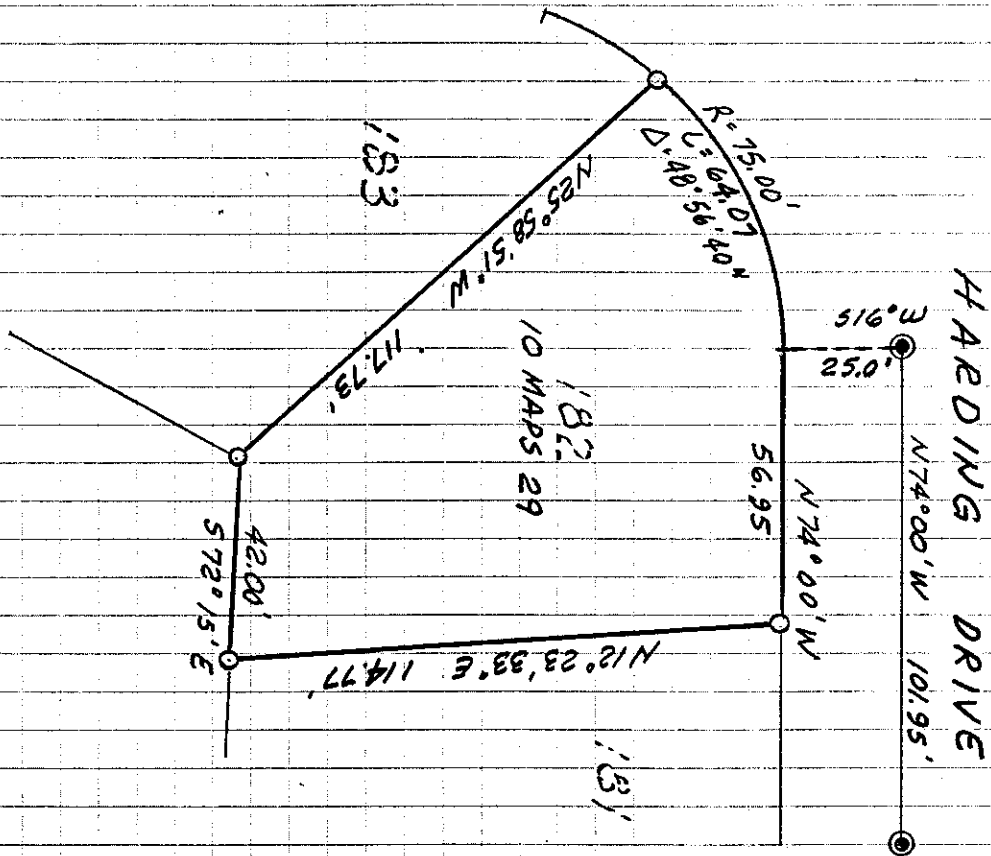 HARDING DRIVE
N74°00'W 101.95'
M°915
25.0'
R=75.00'
L=64.07
Δ=48°56'40"
N74°00'W
56.95
182
10 MAPS 29
183
181
N25°58'51"W
117.73'
42.00'
S72°15'E
N12°23'33"E 114.77'